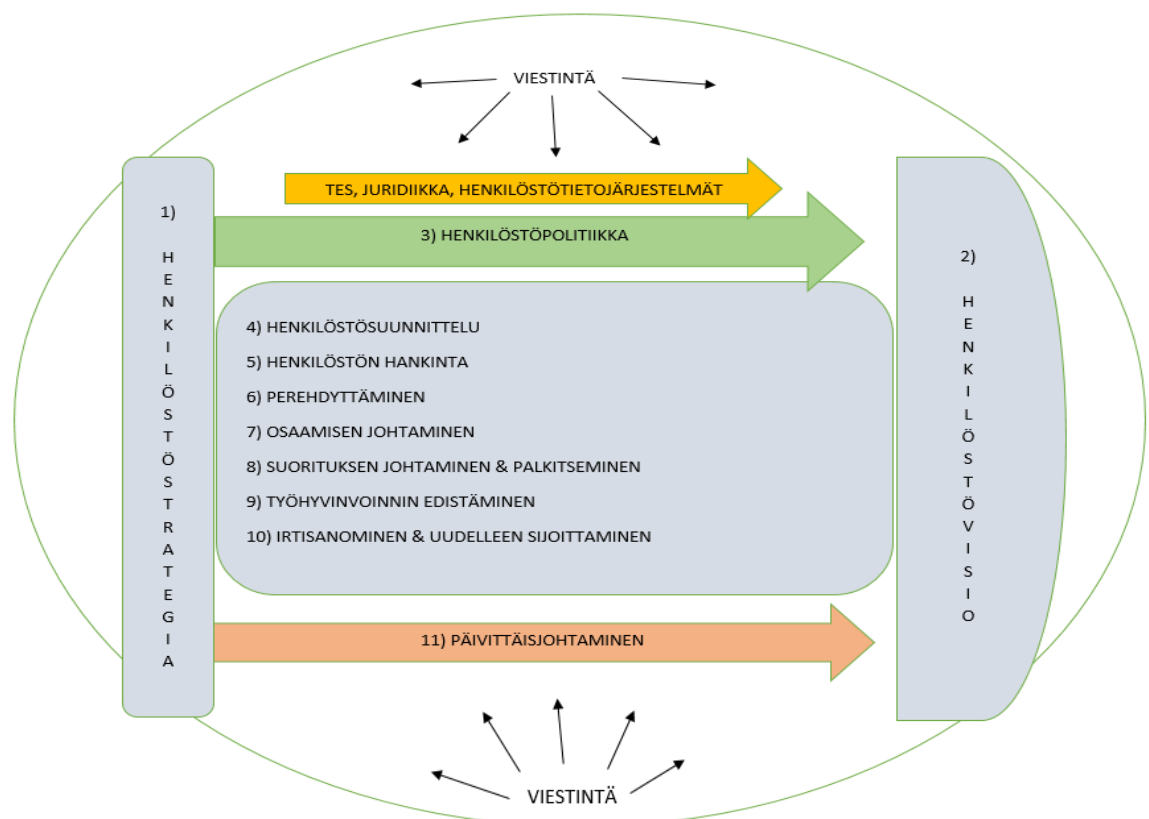 VIESTINTÄ
TES, JURIDIIKKA, HENKILÖSTÖTIETOJÄRJESTELMÄT
1)
HENKILÖSTÖSTRATEGIA
3) HENKILÖSTÖPOLITIIKKA
2)
HENKILÖSTÖVISIO
4) HENKILÖSTÖSUUNNITTELU
5) HENKILÖSTÖN HANKINTA
6) PEREHDYTTÄMINEN
7) OSAAMISEN JOHTAMINEN
8) SUORITUKSEN JOHTAMINEN & PALKITSEMINEN
9) TYÖHYVINVOINNIN EDISTÄMINEN
10) IRTISANOMINEN & UUDELLEEN SIJOITTAMINEN
11) PÄIVITTÄISJOHTAMINEN
VIESTINTÄ